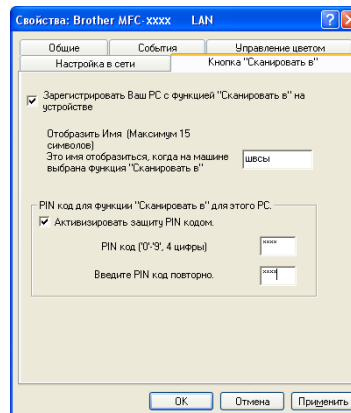 Свойства: Brother MFC-xxxx LAN
Общие События Управление цветом
Настройка в сети Кнопка "Сканировать в"
Зарегистрировать Ваш PC с функцией "Сканировать в" на
устройстве
Отобразить Имя (Максимум 15
символов)
Это имя отобразиться, когда на машине
выбрана функция "Сканировать в"
швсы
PIN код для функции "Сканировать в" для этого PC.
Активизировать защиту PIN кодом.
PIN код ('0'-'9', 4 цифры)
xxxx
Введите PIN код повторно.
xxxx
OK Отмена Применить